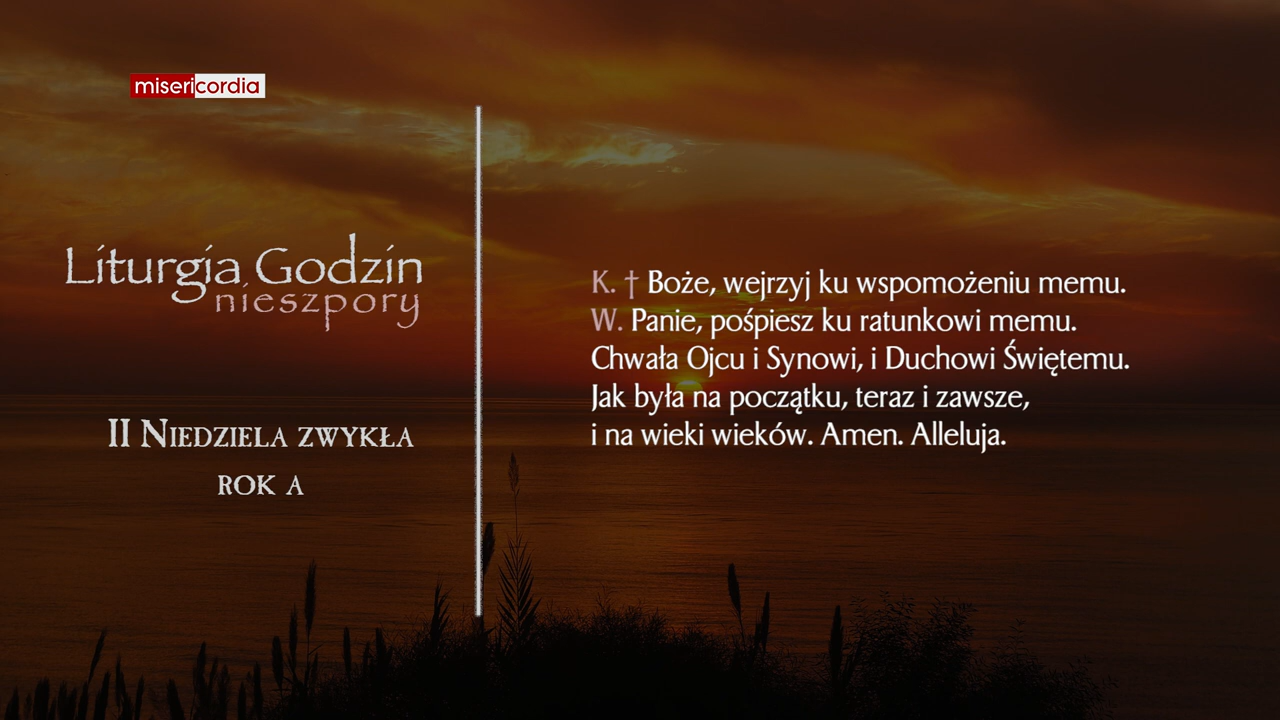 misericordia
Liturgia Godzin
nieszpory
II Niedziela zwykła
rok A
K. † Boże, wejrzyj ku wspomożeniu memu.
W. Panie, pośpiesz ku ratunkowi memu.
Chwała Ojcu i Synowi, i Duchowi Świętemu.
Jak była na początku, teraz i zawsze,
i na wieki wieków. Amen. Alleluja.